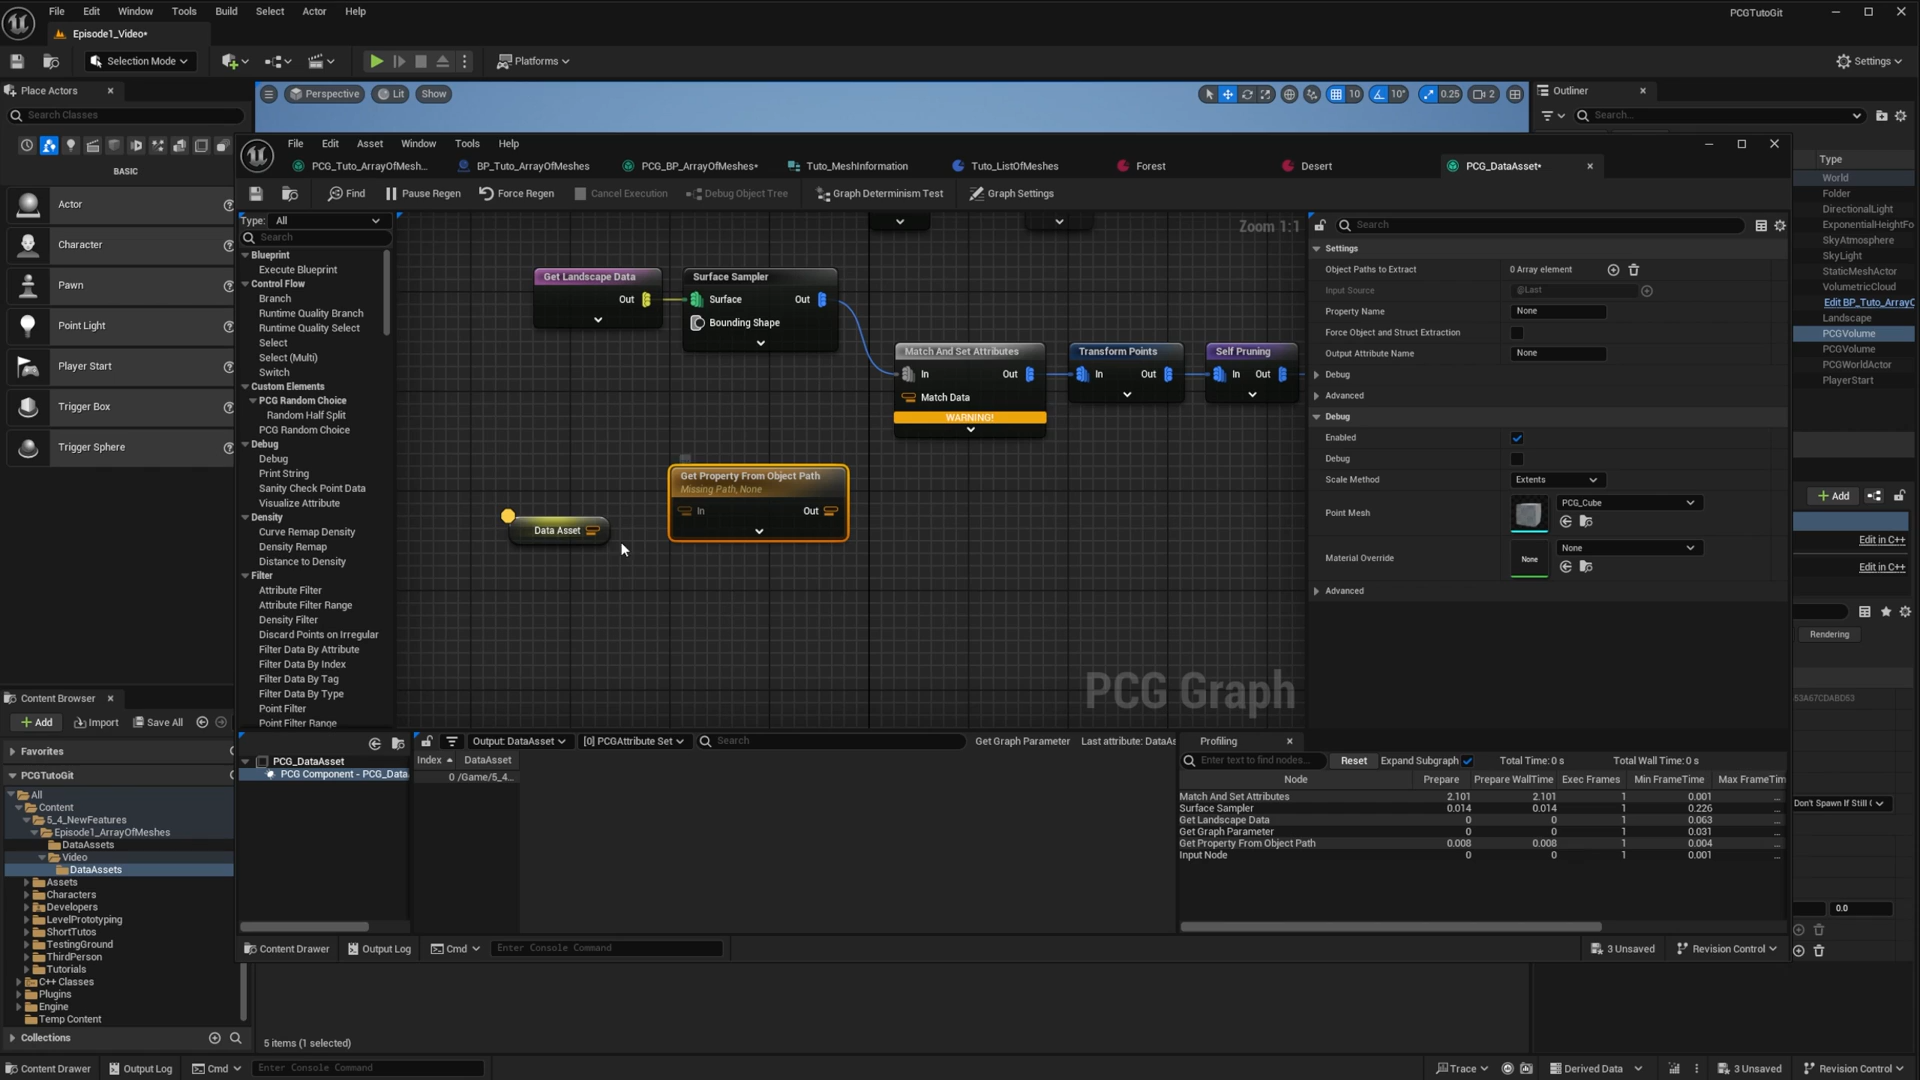 File Edit Window Tools Build Select Actor Help
PCGTutoGit
Episode1_Video*
Selection Mode
Platforms
Settings
Place Actors
Search Classes
BASIC
Actor
Character
Pawn
Point Light
Player Start
Trigger Box
Trigger Sphere
Perspective Lit Show
10 10° 0.25 2
Outliner
Search...
Type
World
Folder
DirectionalLight
ExponentialHeightFo
SkyAtmosphere
SkyLight
StaticMeshActor
VolumetricCloud
Edit BP_Tuto_ArrayO
Landscape
PCGVolume
PCGVolume
PCGWorldActor
PlayerStart
Add
Edit in C++
Edit in C++
Rendering
53A67CDABD53
Don't Spawn If Still (
0.0
File Edit Asset Window Tools Help
PCG_Tuto_ArrayOfMesh... BP_Tuto_ArrayOfMeshes PCG_BP_ArrayOfMeshes* Tuto_MeshInformation Tuto_ListOfMeshes Forest Desert PCG_DataAsset*
Find Pause Regen Force Regen Cancel Execution Debug Object Tree Graph Determinism Test Graph Settings
Type: All
Search
Blueprint
Execute Blueprint
Control Flow
Branch
Runtime Quality Branch
Runtime Quality Select
Select
Select (Multi)
Switch
Custom Elements
PCG Random Choice
Random Half Split
PCG Random Choice
Debug
Debug
Print String
Sanity Check Point Data
Visualize Attribute
Density
Curve Remap Density
Density Remap
Distance to Density
Filter
Attribute Filter
Attribute Filter Range
Density Filter
Discard Points on Irregular
Filter Data By Attribute
Filter Data By Index
Filter Data By Tag
Filter Data By Type
Point Filter
Point Filter Range
Zoom 1:1
Get Landscape Data
Out
Surface Sampler
Surface Out
Bounding Shape
Match And Set Attributes
In Out
Match Data
WARNING!
Transform Points
In Out
Self Pruning
In Out
Get Property From Object Path
Missing Path, None
In Out
Data Asset
PCG Graph
Search
Settings
Object Paths to Extract 0 Array element
Input Source @Last
Property Name None
Force Object and Struct Extraction
Output Attribute Name None
Debug
Advanced
Debug
Enabled
Debug
Scale Method Extents
Point Mesh PCG_Cube
Material Override None None
Advanced
PCG_DataAsset
PCG Component - PCG_Data
Output: DataAsset [0] PCGAttribute Set Search Get Graph Parameter Last attribute: DataAs
Index DataAsset
0 /Game/5_4...
Profiling
Enter text to find nodes... Reset Expand Subgraph Total Time: 0 s Total Wall Time: 0 s
Node Prepare Prepare WallTime Exec Frames Min FrameTime Max FrameTim
Match And Set Attributes 2.101 2.101 1 0.001 ...
Surface Sampler 0.014 0.014 1 0.226 ...
Get Landscape Data 0 0 1 0.063 ...
Get Graph Parameter 0 0 1 0.031 ...
Get Property From Object Path 0.008 0.008 1 0.004 ...
Input Node 0 0 1 0.001 ...
Content Drawer Output Log Cmd Enter Console Command 3 Unsaved Revision Control
Content Browser
Add Import Save All
Favorites
PCGTutoGit
All
Content
5_4_NewFeatures
Episode1_ArrayOfMeshes
DataAssets
Video
DataAssets
Assets
Characters
Developers
LevelPrototyping
ShortTutos
TestingGround
ThirdPerson
Tutorials
C++ Classes
Plugins
Engine
Temp Content
Collections
5 items (1 selected)
Content Drawer Output Log Cmd Enter Console Command Trace Derived Data 3 Unsaved Revision Control